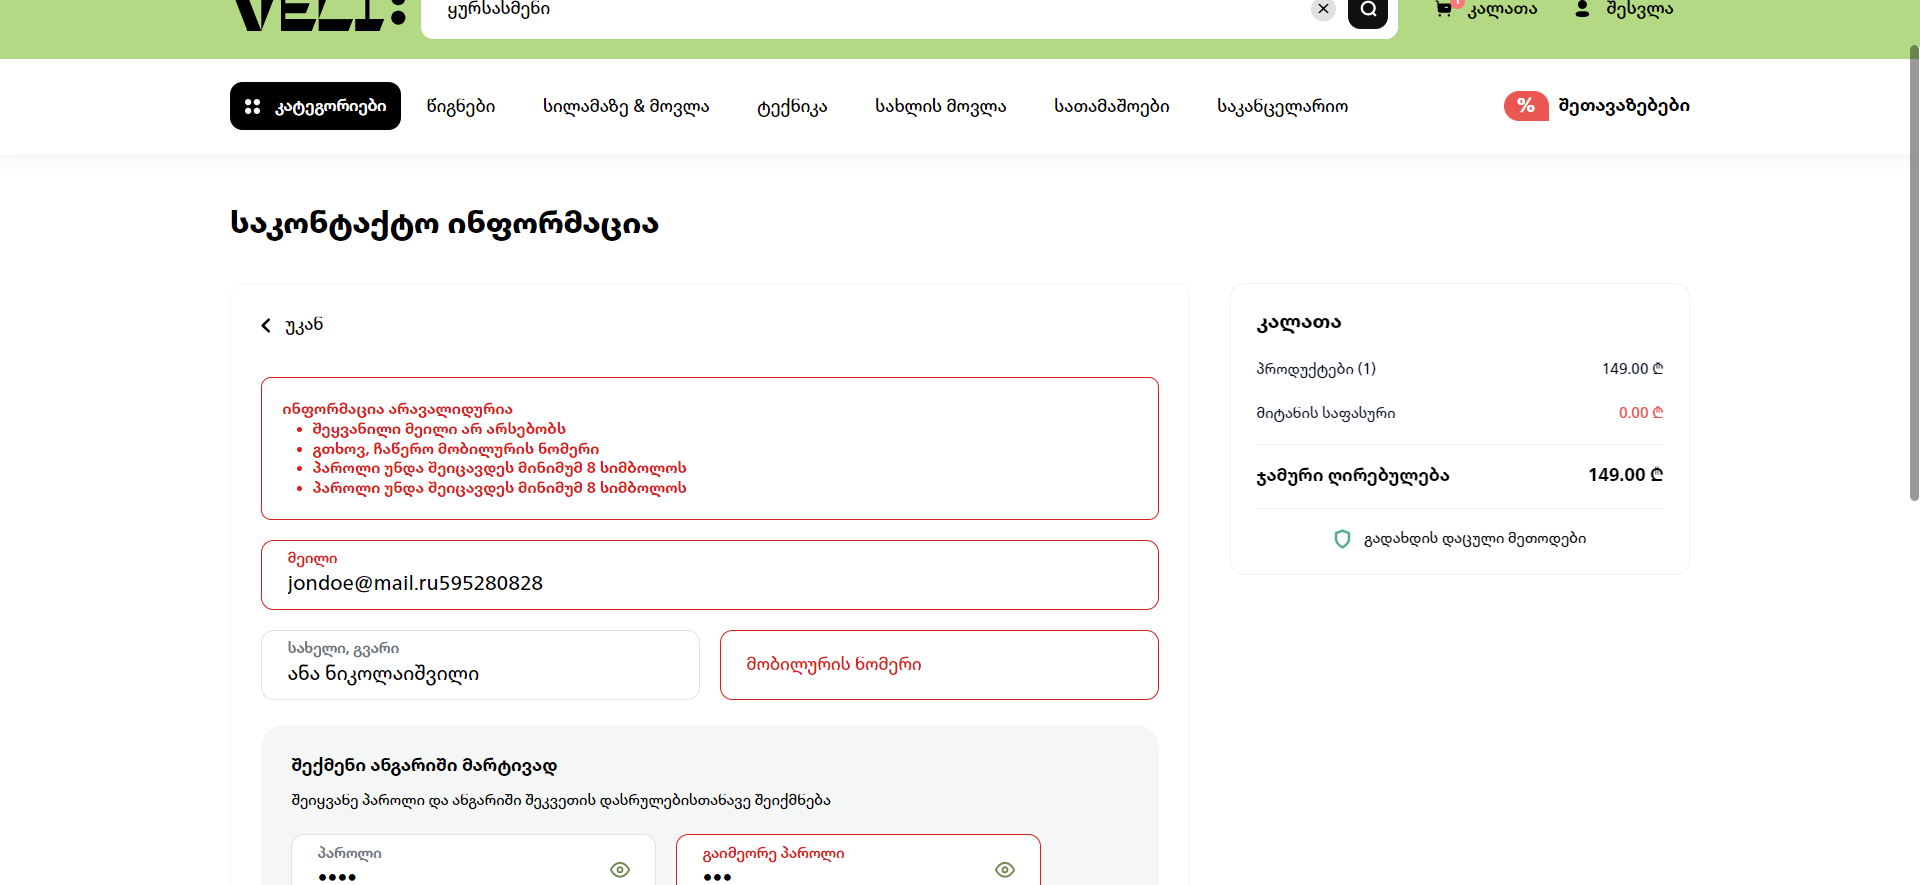 VELI:
ყურსასმენი
1
კალათა
შესვლა
კატეგორიები
წიგნები
სილამაზე & მოვლა
ტექნიკა
სახლის მოვლა
სათამაშოები
საკანცელარიო
%
შეთავაზებები
საკონტაქტო ინფორმაცია
უკან
ინფორმაცია არავალიდურია
• შეყვანილი მეილი არ არსებობს
• გთხოვ, ჩაწერო მობილურის ნომერი
• პაროლი უნდა შეიცავდეს მინიმუმ 8 სიმბოლოს
• პაროლი უნდა შეიცავდეს მინიმუმ 8 სიმბოლოს
მეილი
jondoe@mail.ru595280828
სახელი, გვარი
ანა ნიკოლაიშვილი
მობილურის ნომერი
შექმენი ანგარიში მარტივად
შეიყვანე პაროლი და ანგარიში შეკვეთის დასრულებისთანავე შეიქმნება
პაროლი
••••
გაიმეორე პაროლი
•••
კალათა
პროდუქტები (1)
149.00 ₾
მიტანის საფასური
0.00 ₾
ჯამური ღირებულება
149.00 ₾
გადახდის დაცული მეთოდები